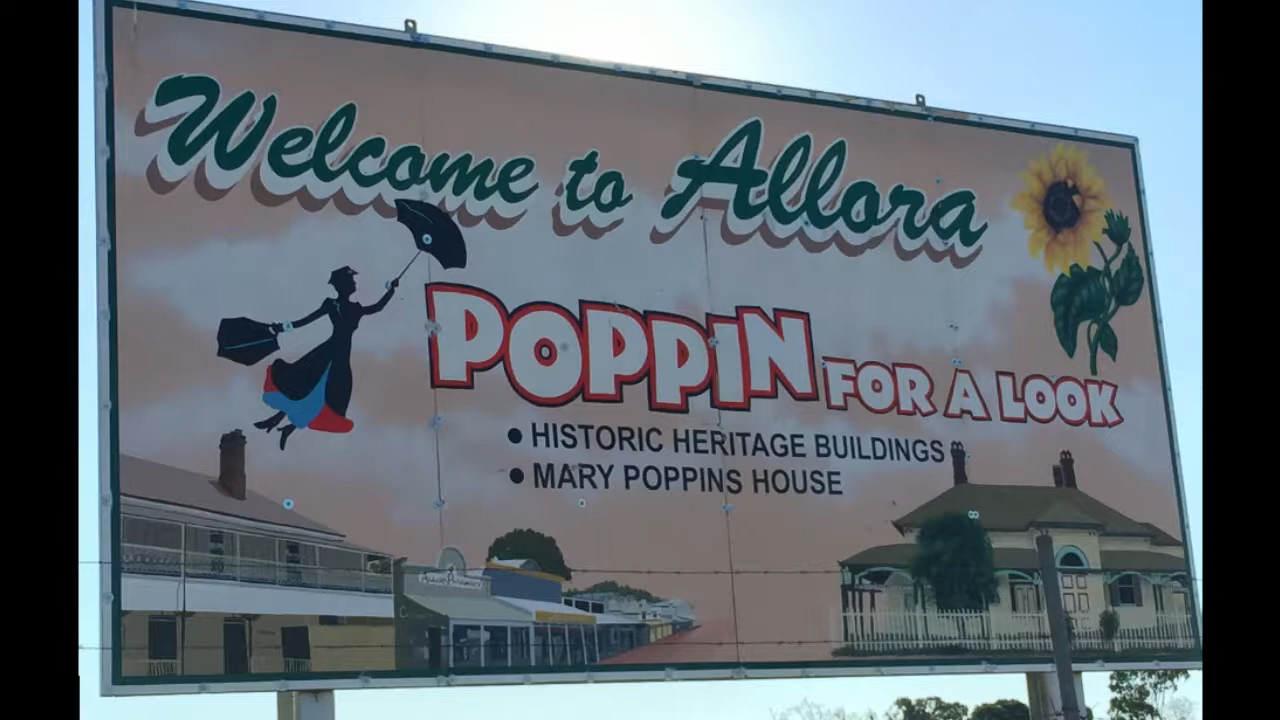 Welcome to Allora
POPPIN FOR A LOOK
• HISTORIC HERITAGE BUILDINGS
• MARY POPPINS HOUSE